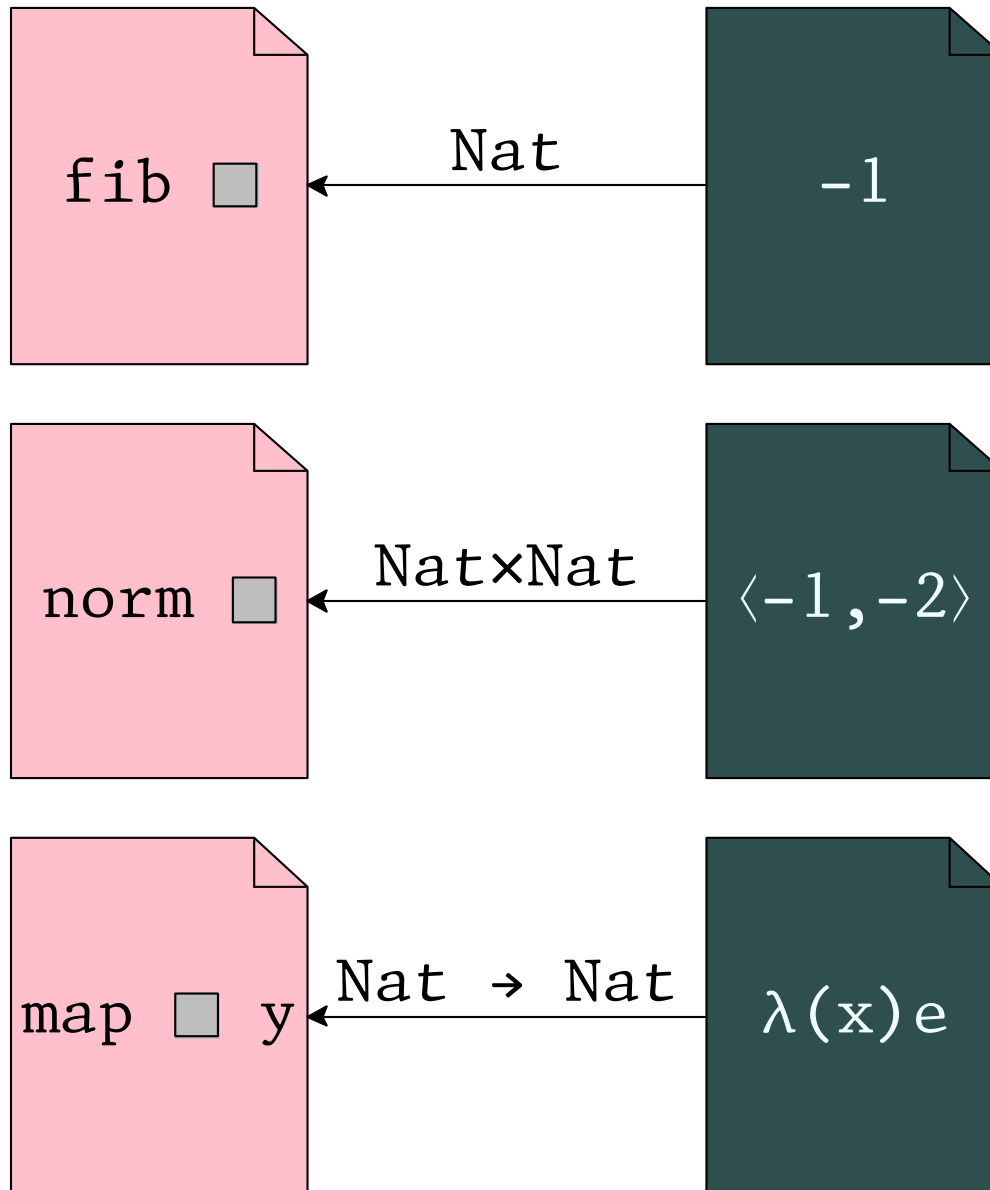 Nat
fib □ -1
Nat×Nat
norm □ ⟨-1,-2⟩
Nat → Nat
map □ y λ(x)e